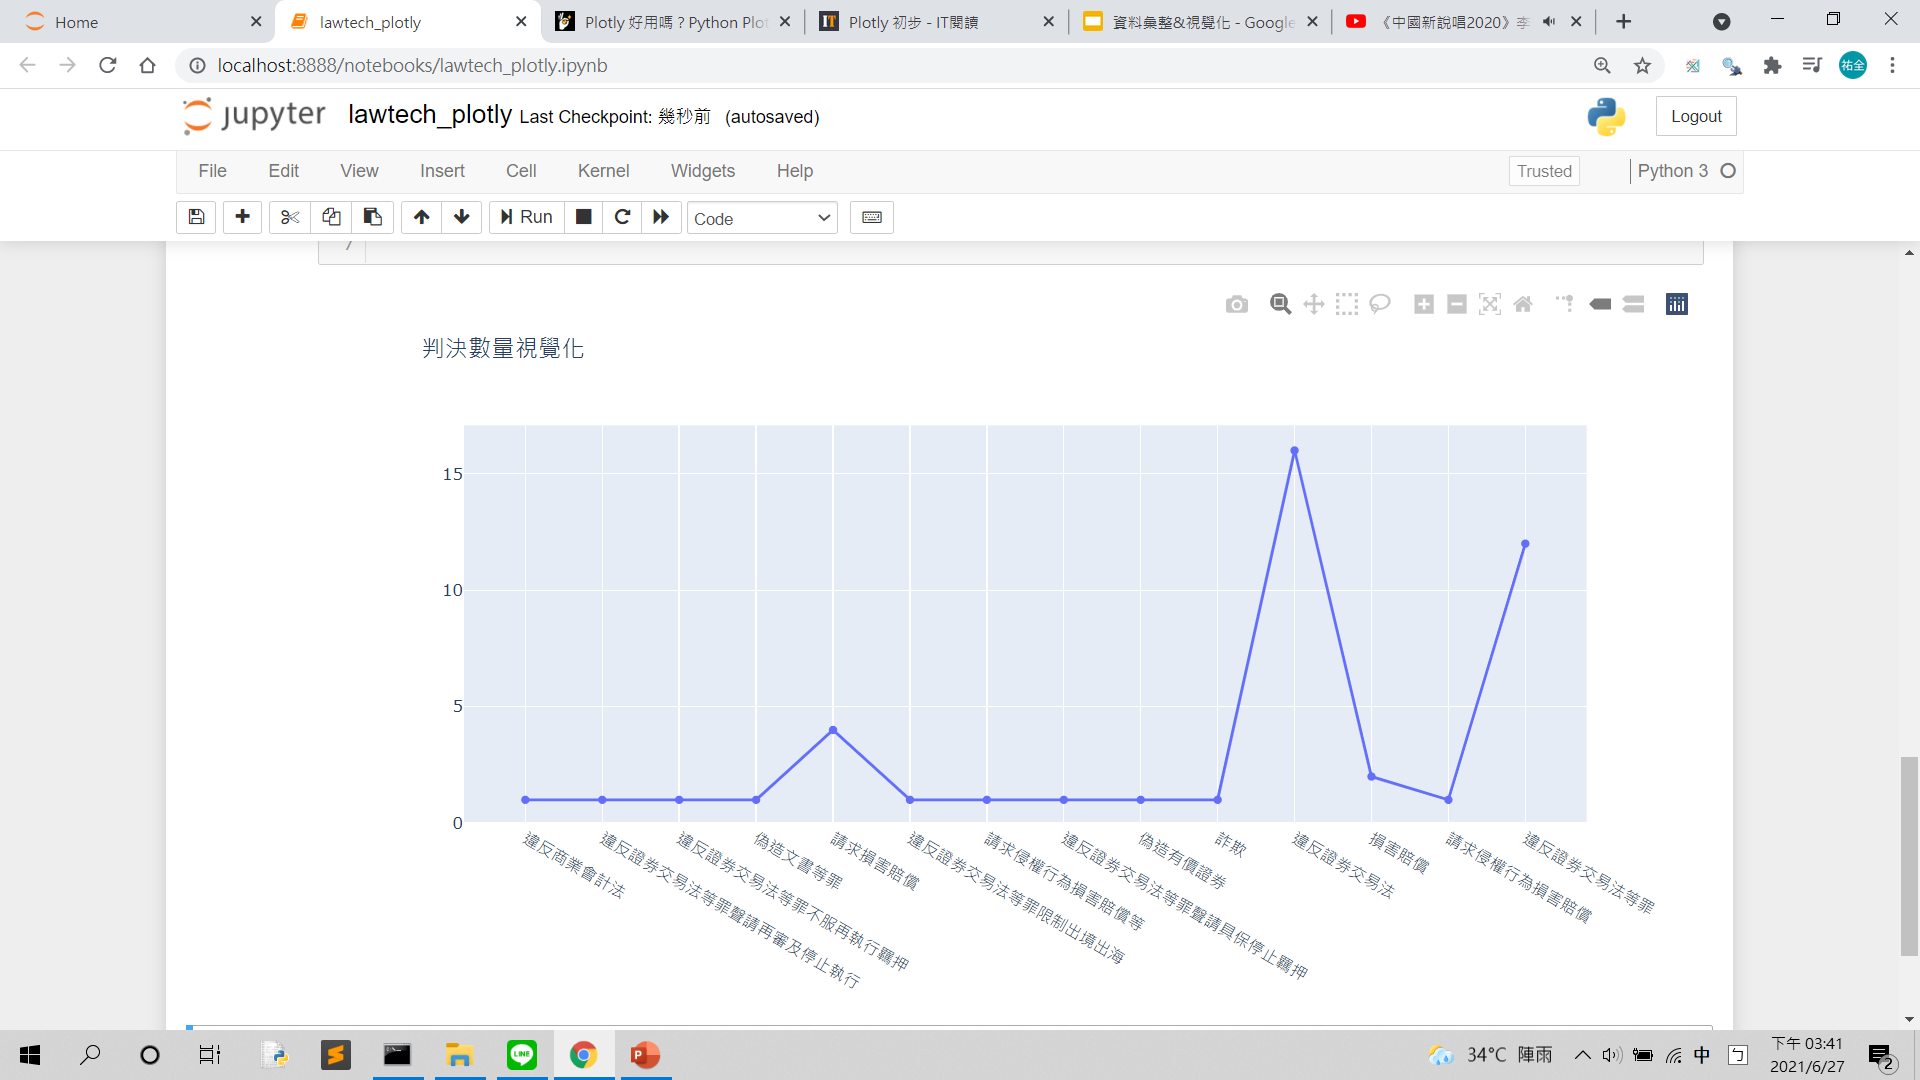 Home
lawtech_plotly
Plotly 好用嗎 ? Python Plot
Plotly 初步 - IT閱讀
資料彙整&視覺化 - Google
《中國新說唱2020》李
localhost:8888/notebooks/lawtech_plotly.ipynb
祐全
jupyter
lawtech_plotly Last Checkpoint: 幾秒前 (autosaved)
Logout
File Edit View Insert Cell Kernel Widgets Help
Trusted
Python 3
Run
Code
7
判決數量視覺化
15
10
5
0
違反商業會計法
違反證券交易法等罪聲請再審及停止執行
違反證券交易法等罪不服再執行羈押
偽造文書等罪
請求損害賠償
違反證券交易法等罪限制出境出海
請求侵權行為損害賠償等
違反證券交易法等罪聲請具保停止羈押
偽造有價證券
詐欺
違反證券交易法
損害賠償
請求侵權行為損害賠償
違反證券交易法等罪
LINE
34°C 陣雨
中
ㄅ
下午 03:41
2021/6/27
2